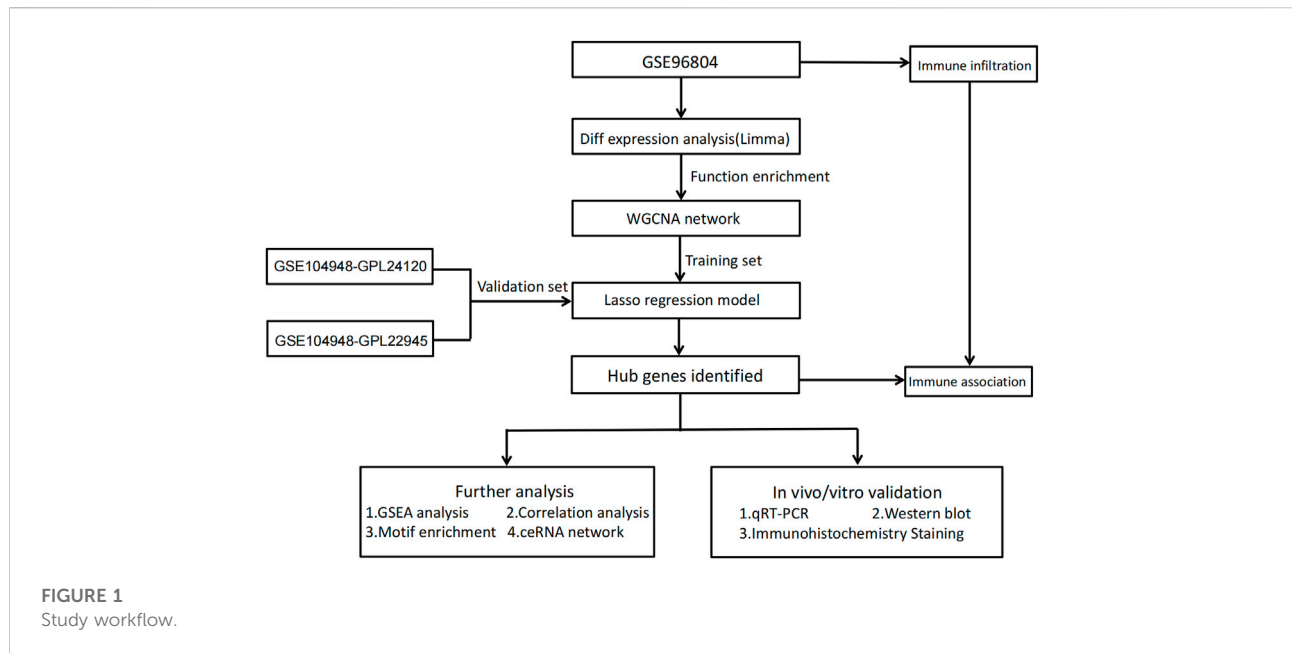 GSE96804
Immune infiltration
Diff expression analysis(Limma)
Function enrichment
WGCNA network
GSE104948-GPL24120
Training set
Validation set
Lasso regression model
GSE104948-GPL22945
Hub genes identified
Immune association
Further analysis
1.GSEA analysis 2.Correlation analysis
3.Motif enrichment 4.ceRNA network
In vivo/vitro validation
1.qRT-PCR 2.Western blot
3.Immunohistochemistry Staining
FIGURE 1
Study workflow.